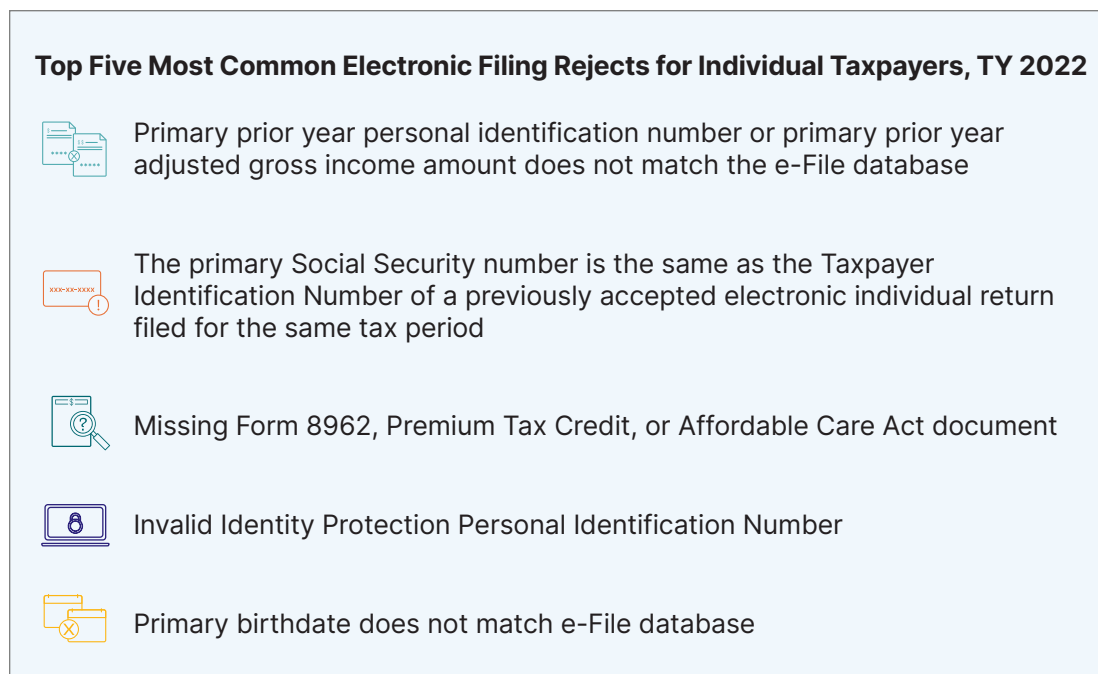 Top Five Most Common Electronic Filing Rejects for Individual Taxpayers, TY 2022
Primary prior year personal identification number or primary prior year
adjusted gross income amount does not match the e-File database
xxx-xx-xxxx
!
The primary Social Security number is the same as the Taxpayer
Identification Number of a previously accepted electronic individual return
filed for the same tax period
$
?
Missing Form 8962, Premium Tax Credit, or Affordable Care Act document
Invalid Identity Protection Personal Identification Number
Primary birthdate does not match e-File database